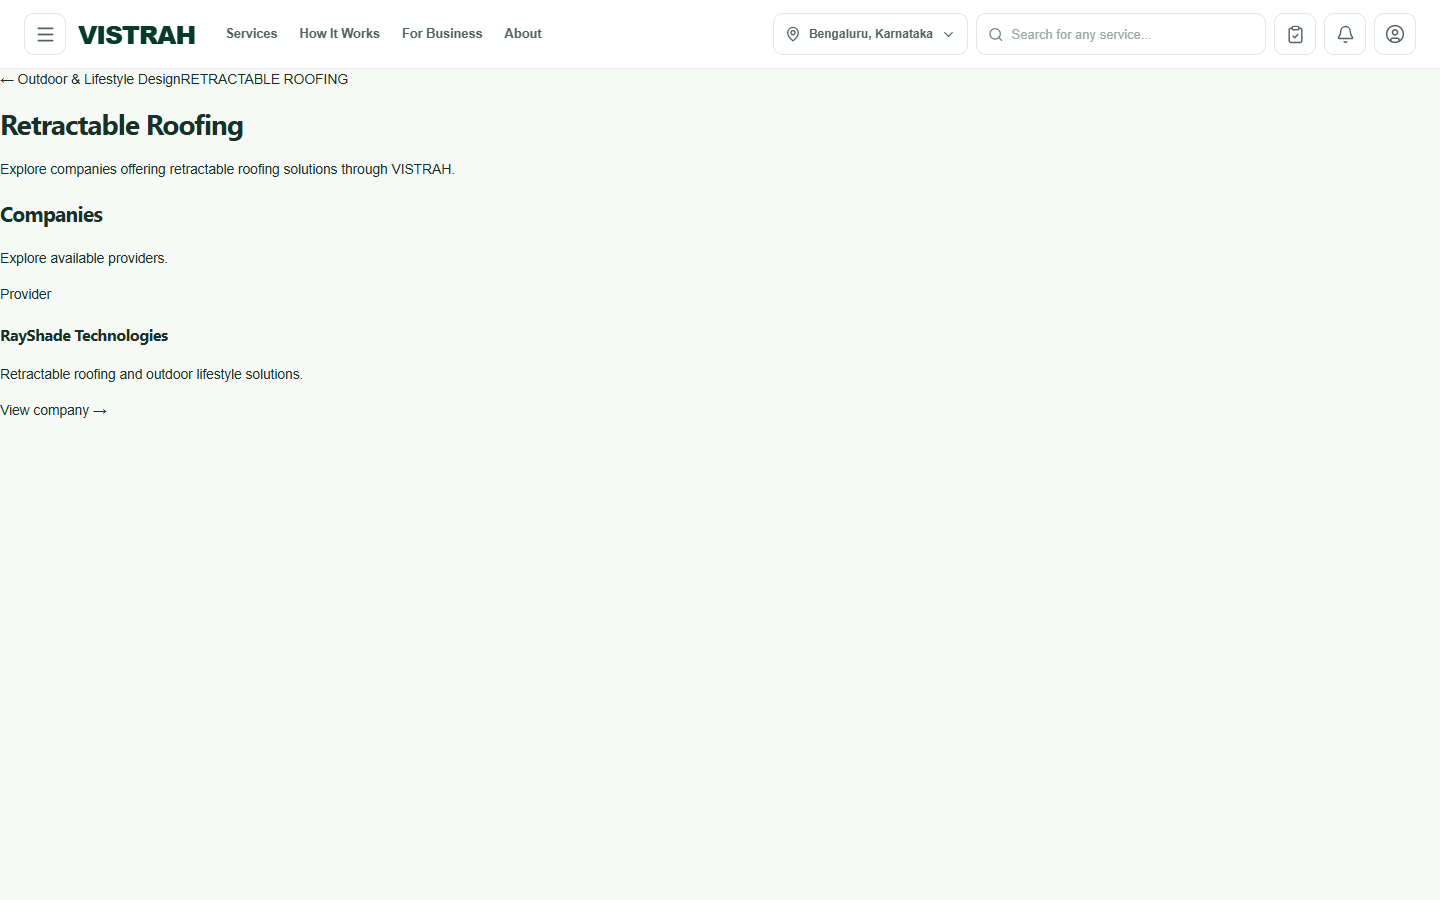 VISTRAH
Services
How It Works
For Business
About
Bengaluru, Karnataka
Search for any service...
← Outdoor & Lifestyle DesignRETRACTABLE ROOFING
Retractable Roofing
Explore companies offering retractable roofing solutions through VISTRAH.
Companies
Explore available providers.
Provider
RayShade Technologies
Retractable roofing and outdoor lifestyle solutions.
View company →